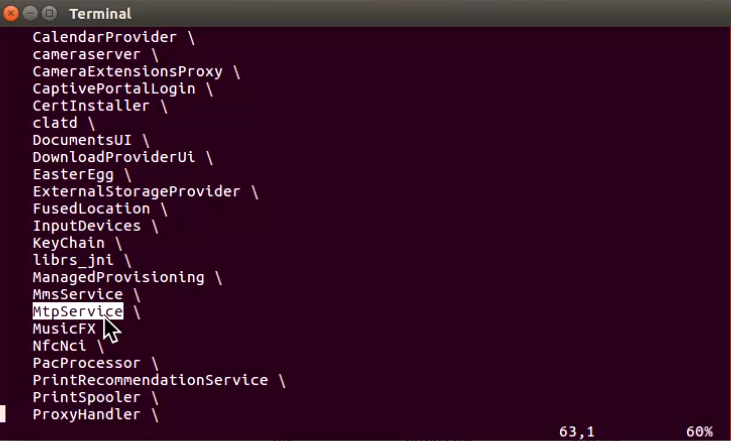 Terminal
CalendarProvider \
cameraserver \
CameraExtensionsProxy \
CaptivePortalLogin \
CertInstaller \
clatd \
DocumentsUI \
DownloadProviderUi \
EasterEgg \
ExternalStorageProvider \
FusedLocation \
InputDevices \
KeyChain \
librs_jni \
ManagedProvisioning \
MmsService \
MtpService \
MusicFX
NfcNci \
PacProcessor \
PrintRecommendationService \
PrintSpooler \
ProxyHandler \
63,1 60%